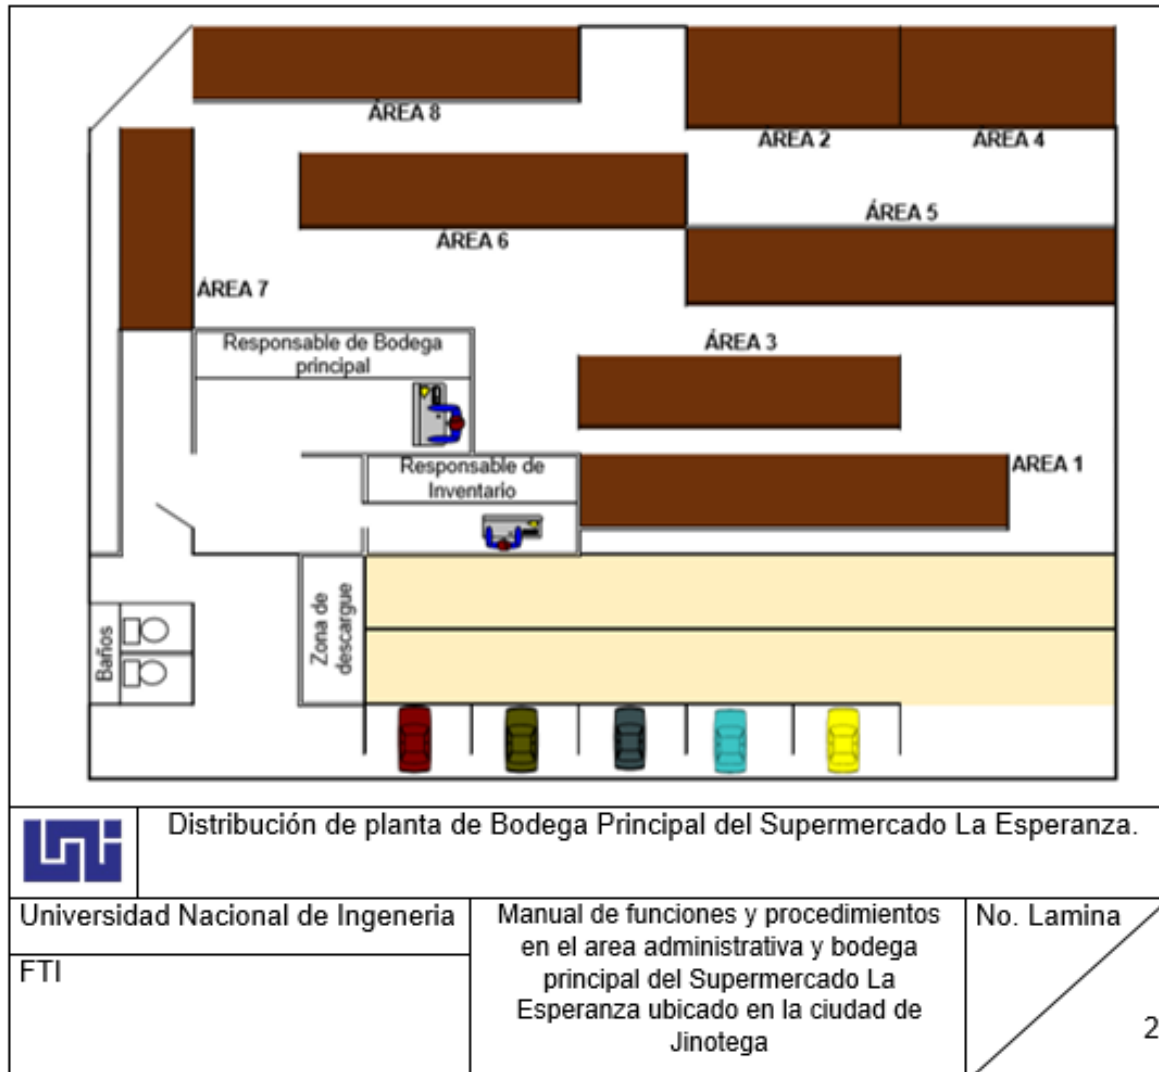 ÁREA 8
ÁREA 2
ÁREA 4
ÁREA 5
ÁREA 6
ÁREA 7
Responsable de Bodega
principal
ÁREA 3
Responsable de
Inventario
AREA 1
Zona de
descargue
Baños
uni
Distribución de planta de Bodega Principal del Supermercado La Esperanza.
Universidad Nacional de Ingeneria
FTI
Manual de funciones y procedimientos
en el area administrativa y bodega
principal del Supermercado La
Esperanza ubicado en la ciudad de
Jinotega
No. Lamina
2